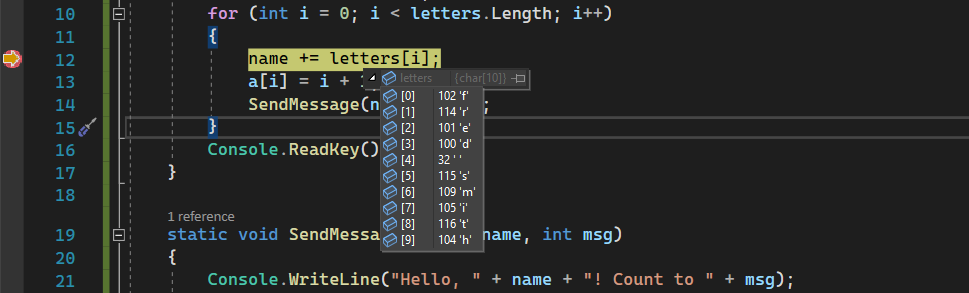 10 for (int i = 0; i < letters.Length; i++)
11 {
12 name += letters[i];
13 a[i] = i +
letters {char[10]}
[0] 102 'f'
14 SendMessage(n ;
[1] 114 'r'
[2] 101 'e'
15 }
[3] 100 'd'
16 Console.ReadKey()
[4] 32 ' '
[5] 115 's'
17 }
[6] 109 'm'
18
[7] 105 'i'
1 reference
[8] 116 't'
19 static void SendMessa name, int msg)
[9] 104 'h'
20 {
21 Console.WriteLine("Hello, " + name + "! Count to " + msg);